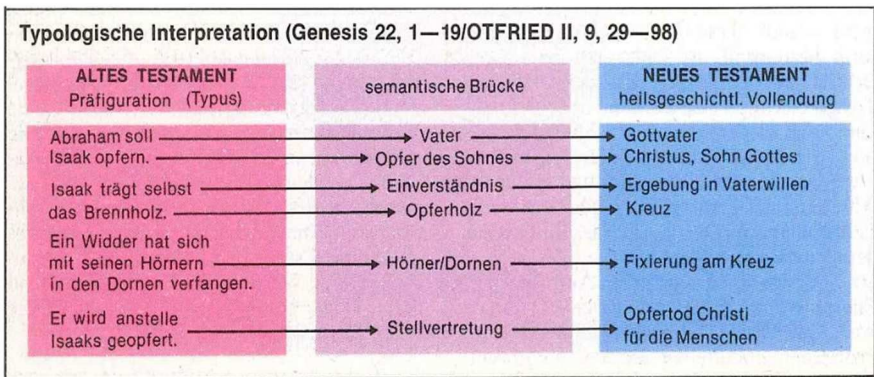 Typologische Interpretation (Genesis 22, 1—19/OTFRIED II, 9, 29—98)
ALTES TESTAMENT
Präfiguration (Typus)
semantische Brücke
NEUES TESTAMENT
heilsgeschichtl. Vollendung
Abraham soll → Vater → Gottvater
Isaak opfern. → Opfer des Sohnes → Christus, Sohn Gottes
Isaak trägt selbst → Einverständnis → Ergebung in Vaterwillen
das Brennholz. → Opferholz → Kreuz
Ein Widder hat sich
mit seinen Hörnern → Hörner/Dornen → Fixierung am Kreuz
in den Dornen verfangen.
Er wird anstelle
Isaaks geopfert. → Stellvertretung → Opfertod Christi
für die Menschen